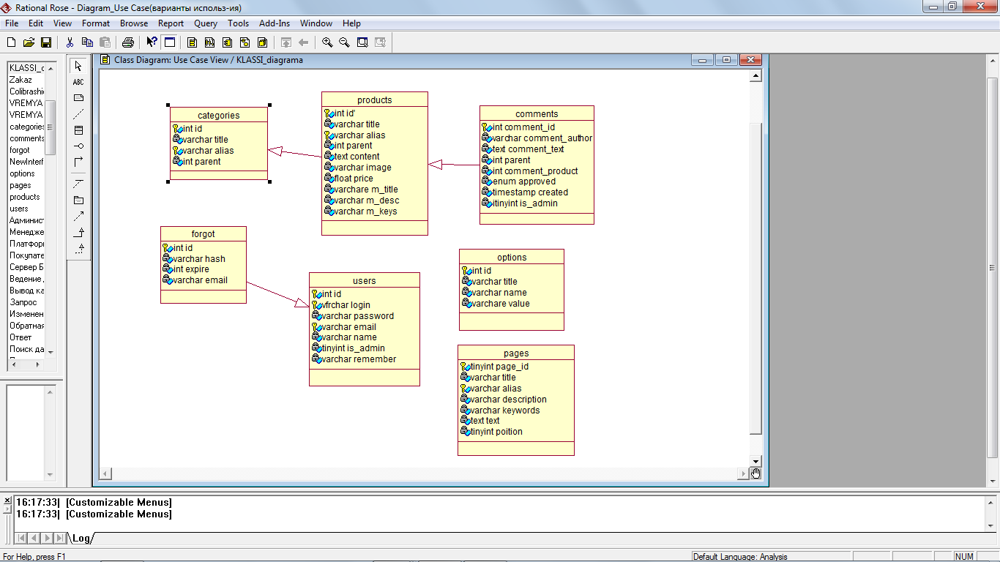 Rational Rose - Diagram_Use Case(варианты использ-ия)
File Edit View Format Browse Report Query Tools Add-Ins Window Help
KLASSI_d
Zakaz
Colibrashi
VREMYA
VREMYA
categories
comments
forgot
NewInterf
options
pages
products
users
Админист
Менедже
Платфор
Покупате
Сервер Б
Ведение
Вывод ка
Запрос
Изменен
Обратная
Ответ
Поиск да
ABC
Class Diagram: Use Case View / KLASSI_diagrama
categories
int id
varchar title
varchar alias
int parent
products
int id'
varchar title
varchar alias
int parent
text content
varchar image
float price
varchare m_title
varchar m_desc
varchar m_keys
comments
int comment_id
varchar comment_author
text comment_text
int parent
int comment_product
enum approved
timestamp created
itinyint is_admin
forgot
int id
varchar hash
int expire
varchar email
users
int id
vfrchar login
varchar password
varchar email
varchar name
tinyint is_admin
varchar remember
options
int id
varchar title
varchar name
varchare value
pages
tinyint page_id
varchar title
varchar alias
varchar description
varchar keywords
text text
tinyint poition
16:17:33| [Customizable Menus]
16:17:33| [Customizable Menus]
Log
For Help, press F1
Default Language: Analysis
NUM